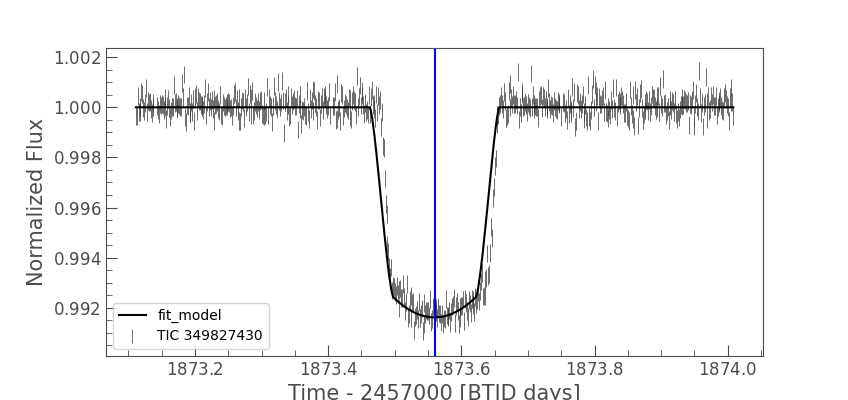 1.002
1.000
0.998
0.996
0.994
0.992
Normalized Flux
fit_model
TIC 349827430
1873.2 1873.4 1873.6 1873.8 1874.0
Time - 2457000 [BTJD days]